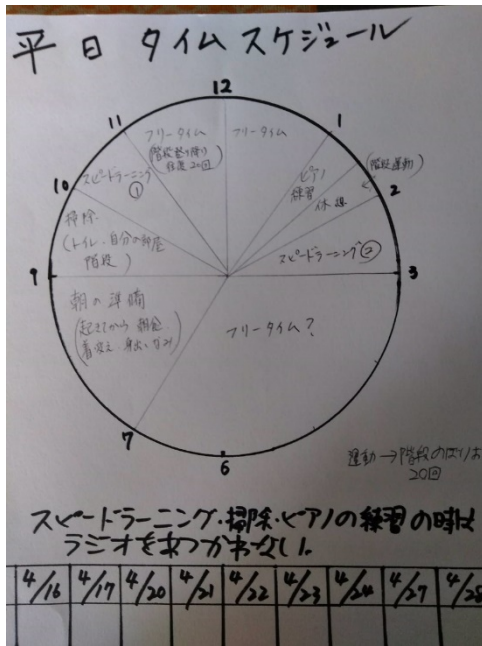 平日 タイムスケジュール
12
11
1
フリータイム
フリータイム
(階段登り降り
程度20回)
10
スピードラーニング
①
ピアノ
練習
(階段運動)
休憩
2
掃除
(トイレ・自分の部屋
階段)
スピードラーニング②
9
3
朝の準備
(起きてから 朝食
着変え・身出しなみ)
フリータイム?
7
6
運動→階段のぼりお
20回
スピードラーニング・掃除・ピアノの練習の時は
ラジオをあつかわない。
4/16 4/17 4/20 4/21 4/22 4/23 4/24 4/27 4/28